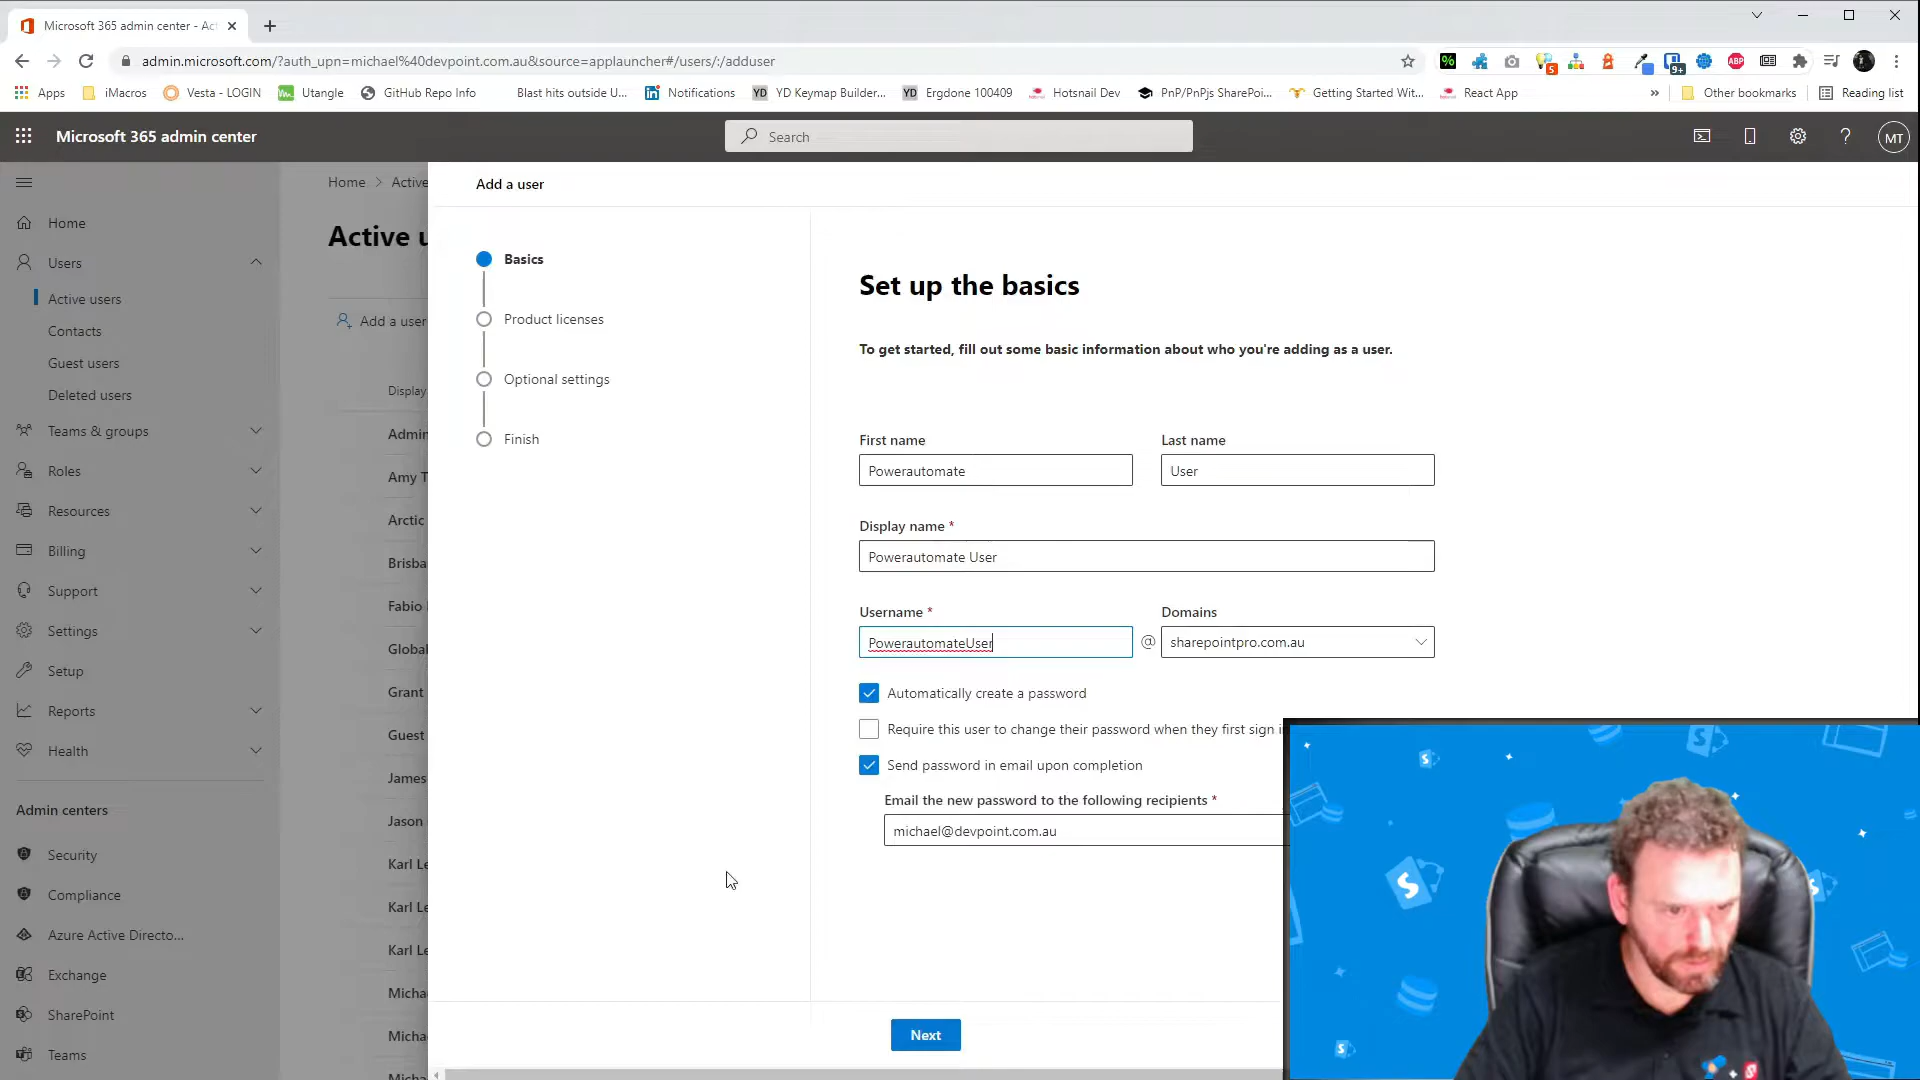 Microsoft 365 admin center - Act
admin.microsoft.com/?auth_upn=michael%40devpoint.com.au&source=applauncher#/users/:/adduser
% 5 9+ ABP
Apps iMacros Vesta - LOGIN Utangle GitHub Repo Info Blast hits outside U... Notifications YD YD Keymap Builder... YD Ergdone 100409 Hotsnail Dev PnP/PnPjs SharePoi... Getting Started Wit... React App » Other bookmarks Reading list
Microsoft 365 admin center
Search
? MT
Home
Users
Active users
Contacts
Guest users
Deleted users
Teams & groups
Roles
Resources
Billing
Support
Settings
Setup
Reports
Health
Admin centers
Security
Compliance
Azure Active Directo...
Exchange
SharePoint
Teams
Home > Active
Active u
Add a user
Display
Admin
Amy T
Arctic
Brisba
Fabio
Global
Grant
Guest
James
Jason
Karl Le
Karl Le
Karl Le
Micha
Micha
Micha
Add a user
Basics
Product licenses
Optional settings
Finish
Set up the basics
To get started, fill out some basic information about who you're adding as a user.
First name
Last name
Powerautomate
User
Display name *
Powerautomate User
Username *
Domains
PowerautomateUser
@
sharepointpro.com.au
Automatically create a password
Require this user to change their password when they first sign i
Send password in email upon completion
Email the new password to the following recipients *
michael@devpoint.com.au
Next